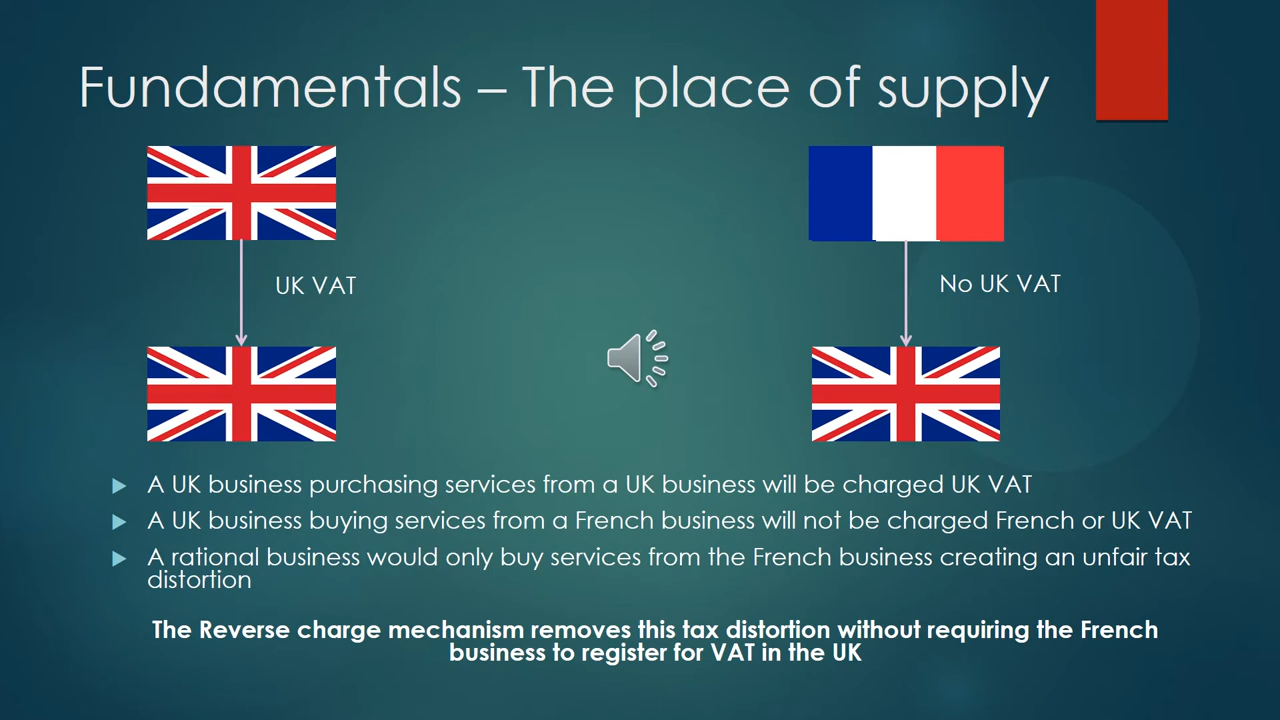 Fundamentals – The place of supply
UK VAT
No UK VAT
A UK business purchasing services from a UK business will be charged UK VAT
A UK business buying services from a French business will not be charged French or UK VAT
A rational business would only buy services from the French business creating an unfair tax
distortion
The Reverse charge mechanism removes this tax distortion without requiring the French
business to register for VAT in the UK